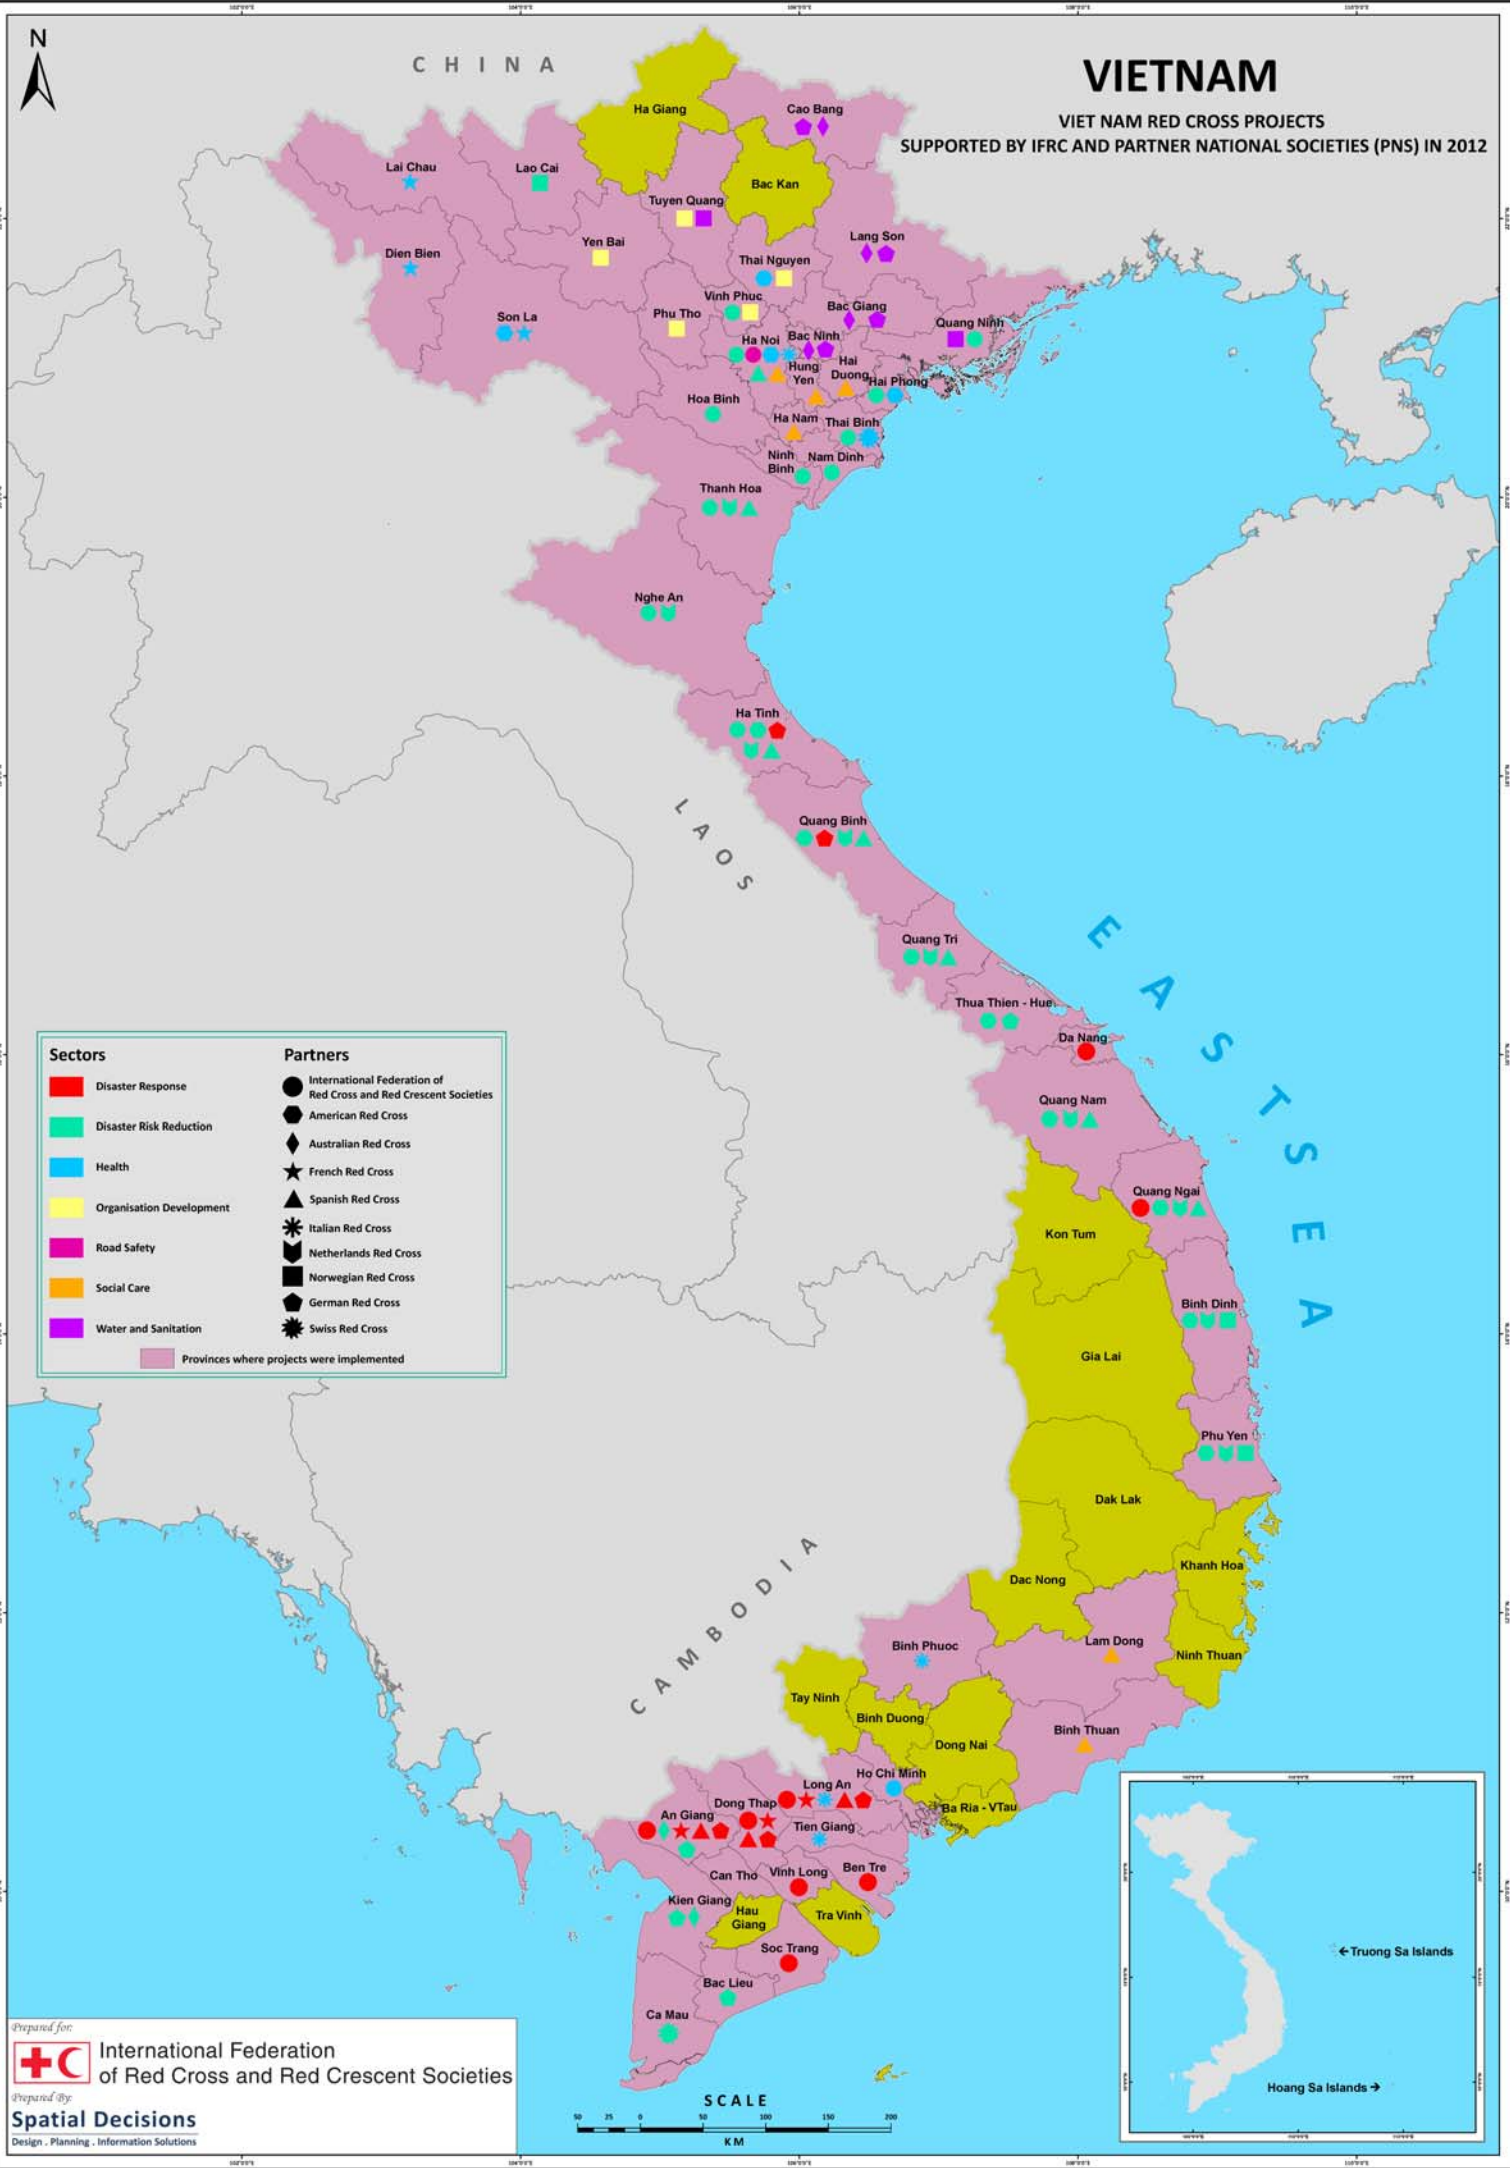 N
CHINA
VIETNAM
VIET NAM RED CROSS PROJECTS
SUPPORTED BY IFRC AND PARTNER NATIONAL SOCIETIES (PNS) IN 2012
Ha Giang
Cao Bang
Lai Chau
Lao Cai
Bac Kan
Tuyen Quang
Yen Bai
Lang Son
Dien Bien
Thai Nguyen
Vinh Phuc
Bac Giang
Phu Tho
Son La
Quang Ninh
Ha Noi
Bac Ninh
Hung
Yen
Hai
Duong
Hai Phong
Hoa Binh
Ha Nam
Thai Binh
Ninh
Binh
Nam Dinh
Thanh Hoa
Nghe An
Ha Tinh
LAOS
Quang Binh
EAST SEA
Quang Tri
Thua Thien - Hue
Da Nang
Quang Nam
Quang Ngai
Kon Tum
Binh Dinh
Gia Lai
Phu Yen
Dak Lak
Khanh Hoa
Dac Nong
CAMBODIA
Binh Phuoc
Lam Dong
Ninh Thuan
Tay Ninh
Binh Duong
Binh Thuan
Dong Nai
Ho Chi Minh
Long An
Dong Thap
Ba Ria - VTau
An Giang
Tien Giang
Can Tho
Vinh Long
Ben Tre
Kien Giang
Hau
Giang
Tra Vinh
Soc Trang
Bac Lieu
Ca Mau
Sectors
Disaster Response
Disaster Risk Reduction
Health
Organisation Development
Road Safety
Social Care
Water and Sanitation
Partners
International Federation of
Red Cross and Red Crescent Societies
American Red Cross
Australian Red Cross
French Red Cross
Spanish Red Cross
Italian Red Cross
Netherlands Red Cross
Norwegian Red Cross
German Red Cross
Swiss Red Cross
Provinces where projects were implemented
←Truong Sa Islands
Hoang Sa Islands→
Prepared for:
International Federation
of Red Cross and Red Crescent Societies
Prepared By:
Spatial Decisions
Design . Planning . Information Solutions
SCALE
50 25 0 50 100 150 200
KM